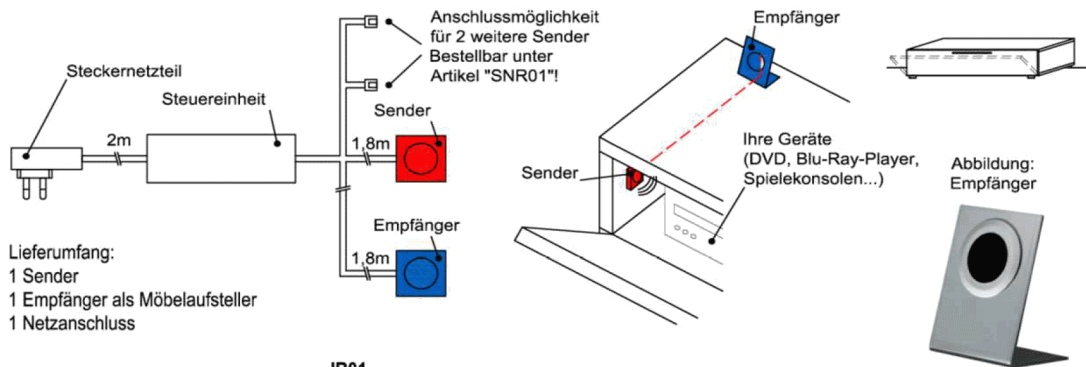 Steckernetzteil
2m
Steuereinheit
Anschlussmöglichkeit
für 2 weitere Sender
Bestellbar unter
Artikel "SNR01"!
Sender
1,8m
Empfänger
1,8m
Lieferumfang:
1 Sender
1 Empfänger als Möbelaufsteller
1 Netzanschluss
Empfänger
Sender
Ihre Geräte
(DVD, Blu-Ray-Player,
Spielekonsolen...)
Abbildung:
Empfänger